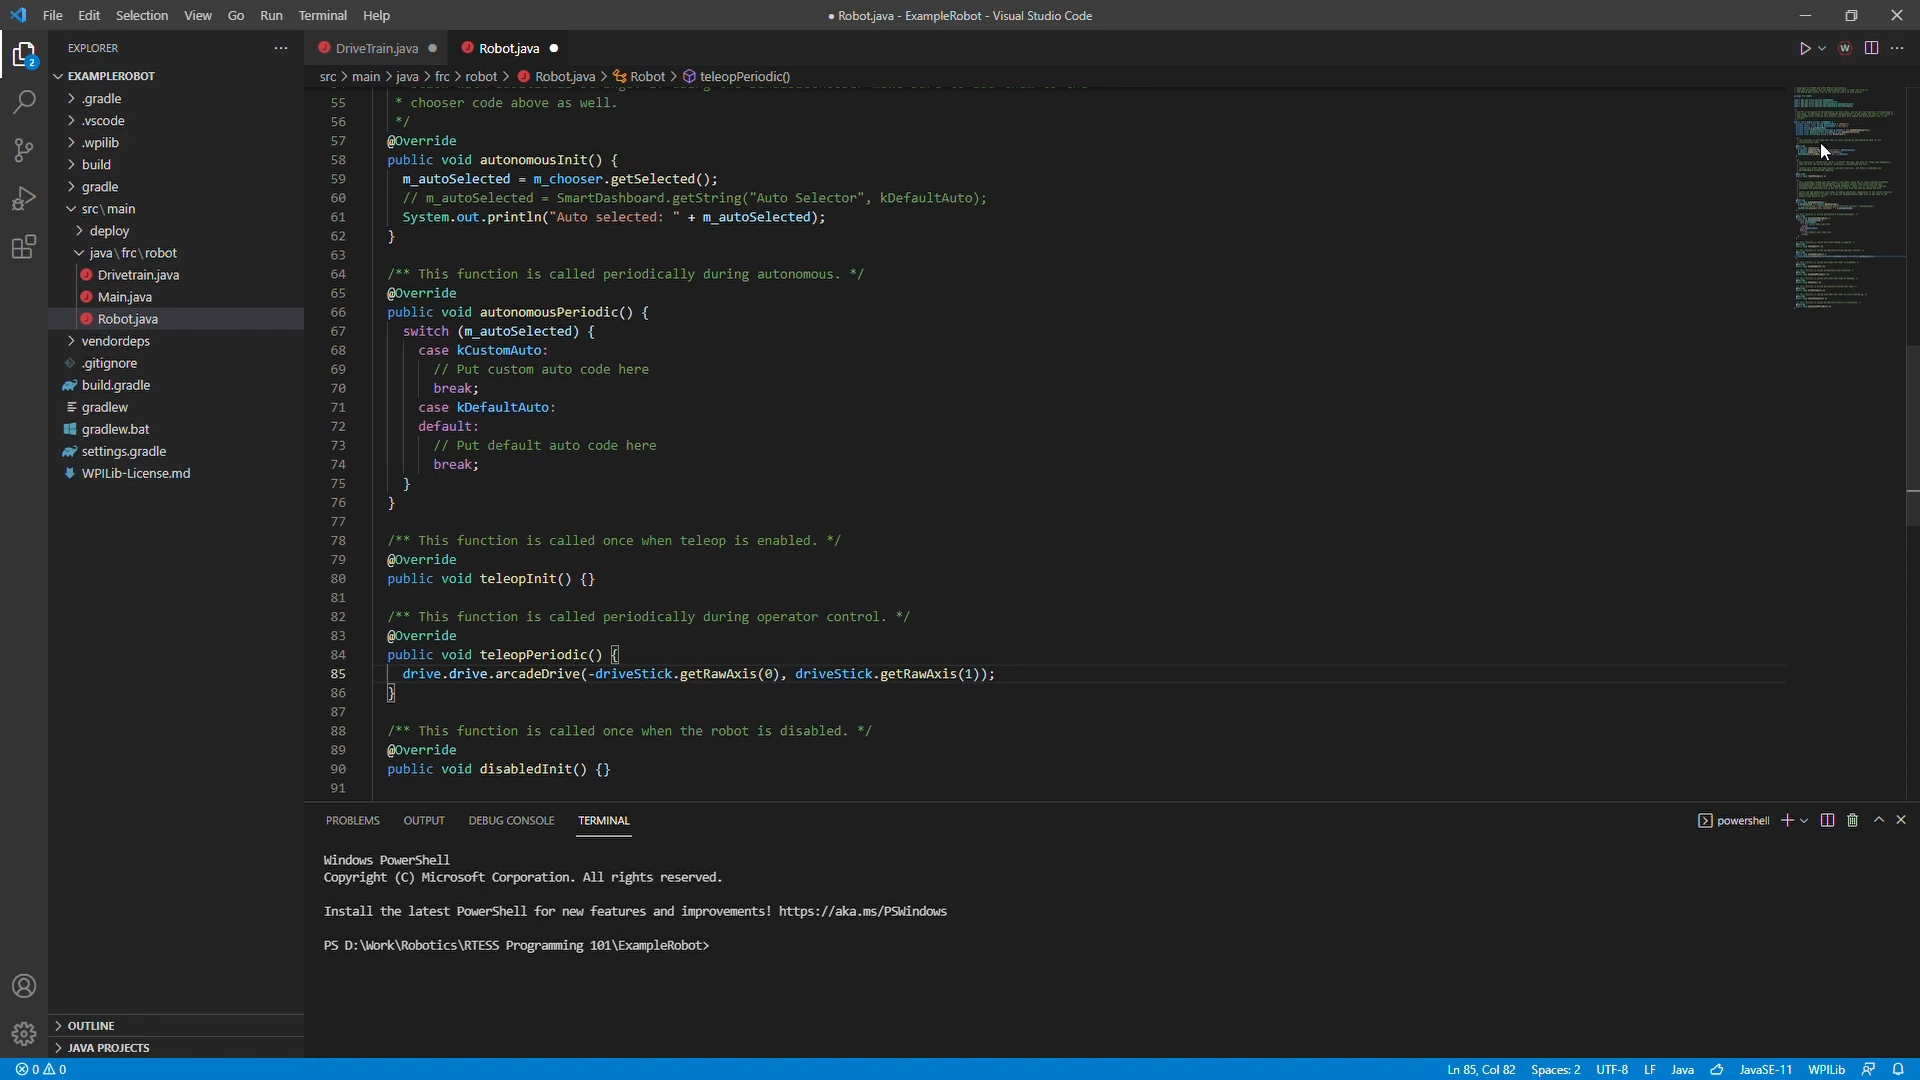 File Edit Selection View Go Run Terminal Help
● Robot.java - ExampleRobot - Visual Studio Code
EXPLORER
2
EXAMPLEROBOT
.gradle
.vscode
.wpilib
build
gradle
src\main
deploy
java\frc\robot
Drivetrain.java
Main.java
Robot.java
vendordeps
.gitignore
build.gradle
gradlew
gradlew.bat
settings.gradle
WPILib-License.md
OUTLINE
JAVA PROJECTS
DriveTrain.java ●
Robot.java ●
W
src > main > java > frc > robot > Robot.java > Robot > teleopPeriodic()
55 * chooser code above as well.
56 */
57 @Override
58 public void autonomousInit() {
59 m_autoSelected = m_chooser.getSelected();
60 // m_autoSelected = SmartDashboard.getString("Auto Selector", kDefaultAuto);
61 System.out.println("Auto selected: " + m_autoSelected);
62 }
63
64 /** This function is called periodically during autonomous. */
65 @Override
66 public void autonomousPeriodic() {
67 switch (m_autoSelected) {
68 case kCustomAuto:
69 // Put custom auto code here
70 break;
71 case kDefaultAuto:
72 default:
73 // Put default auto code here
74 break;
75 }
76 }
77
78 /** This function is called once when teleop is enabled. */
79 @Override
80 public void teleopInit() {}
81
82 /** This function is called periodically during operator control. */
83 @Override
84 public void teleopPeriodic() {
85 drive.drive.arcadeDrive(-driveStick.getRawAxis(0), driveStick.getRawAxis(1));
86 }
87
88 /** This function is called once when the robot is disabled. */
89 @Override
90 public void disabledInit() {}
91
PROBLEMS OUTPUT DEBUG CONSOLE TERMINAL
powershell
Windows PowerShell
Copyright (C) Microsoft Corporation. All rights reserved.
Install the latest PowerShell for new features and improvements! https://aka.ms/PSWindows
PS D:\Work\Robotics\RTESS Programming 101\ExampleRobot>
0 0
Ln 85, Col 82 Spaces: 2 UTF-8 LF Java JavaSE-11 WPILib